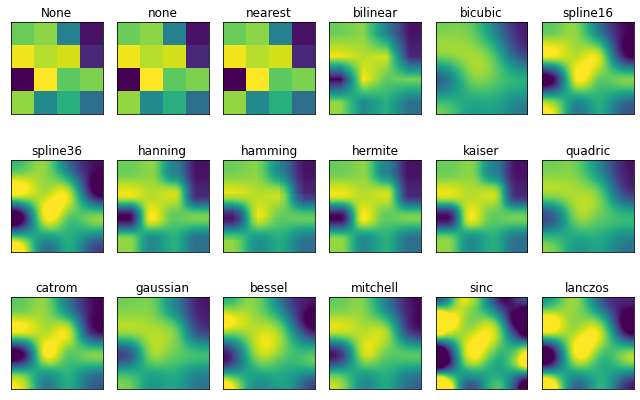 None none nearest bilinear bicubic spline16
spline36 hanning hamming hermite kaiser quadric
catrom gaussian bessel mitchell sinc lanczos